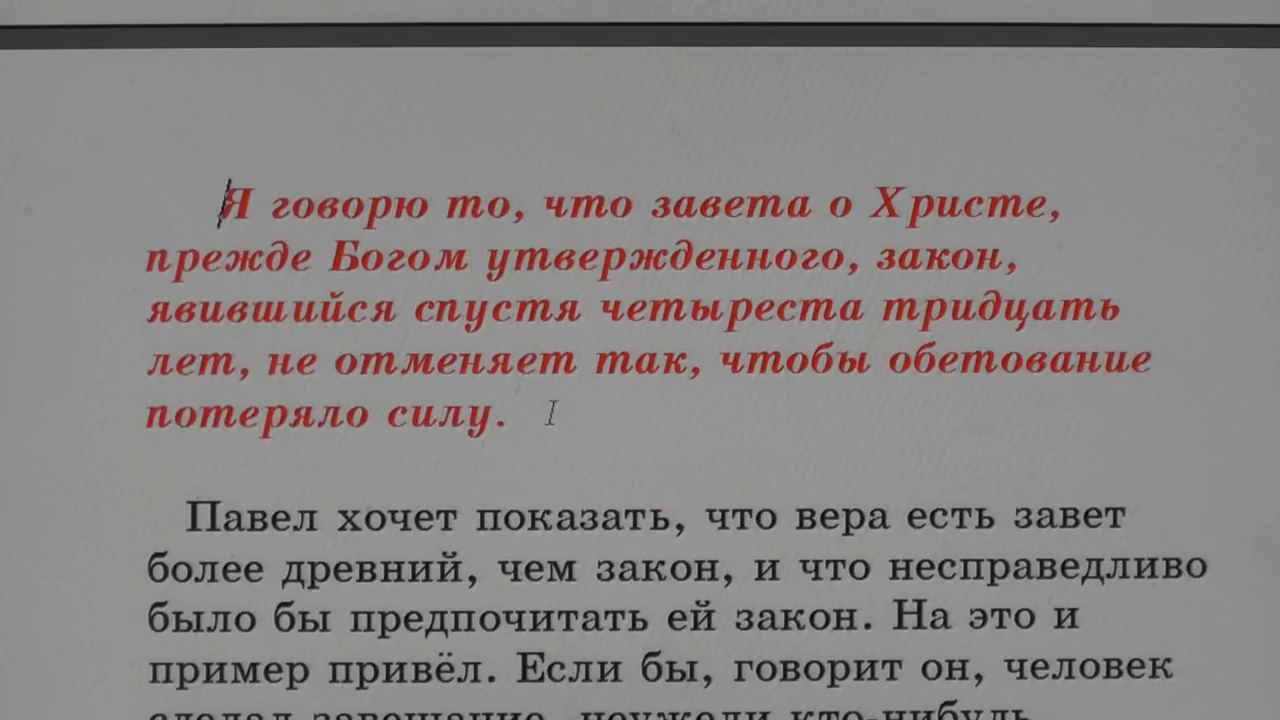 Я говорю то, что завета о Христе,
прежде Богом утвержденного, закон,
явившийся спустя четыреста тридцать
лет, не отменяет так, чтобы обетование
потеряло силу.
Павел хочет показать, что вера есть завет
более древний, чем закон, и что несправедливо
было бы предпочитать ей закон. На это и
пример привёл. Если бы, говорит он, человек